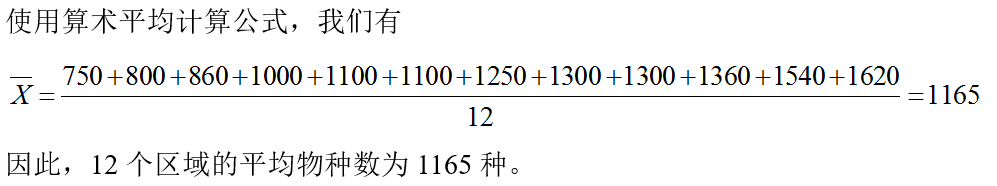 使用算术平均计算公式，我们有
X̄ = (750+800+860+1000+1100+1100+1250+1300+1300+1360+1540+1620)/12 = 1165
因此，12 个区域的平均物种数为 1165 种。